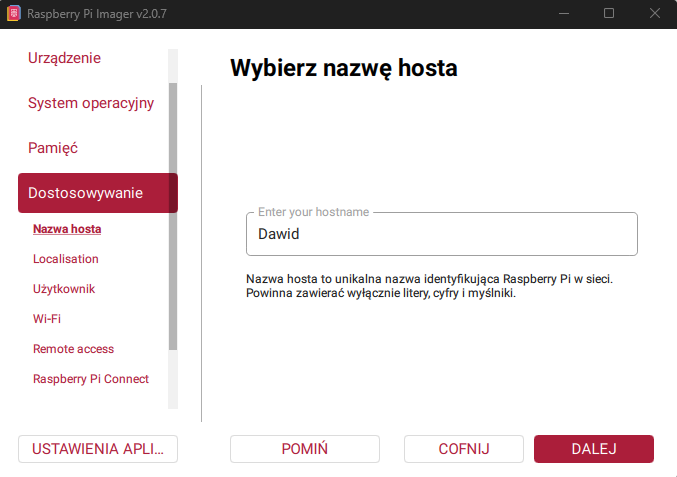 Raspberry Pi Imager v2.0.7
Urządzenie
System operacyjny
Pamięć
Dostosowywanie
Nazwa hosta
Localisation
Użytkownik
Wi-Fi
Remote access
Raspberry Pi Connect
USTAWIENIA APLI...
Wybierz nazwę hosta
Enter your hostname
Dawid
Nazwa hosta to unikalna nazwa identyfikująca Raspberry Pi w sieci.
Powinna zawierać wyłącznie litery, cyfry i myślniki.
POMIŃ
COFNIJ
DALEJ